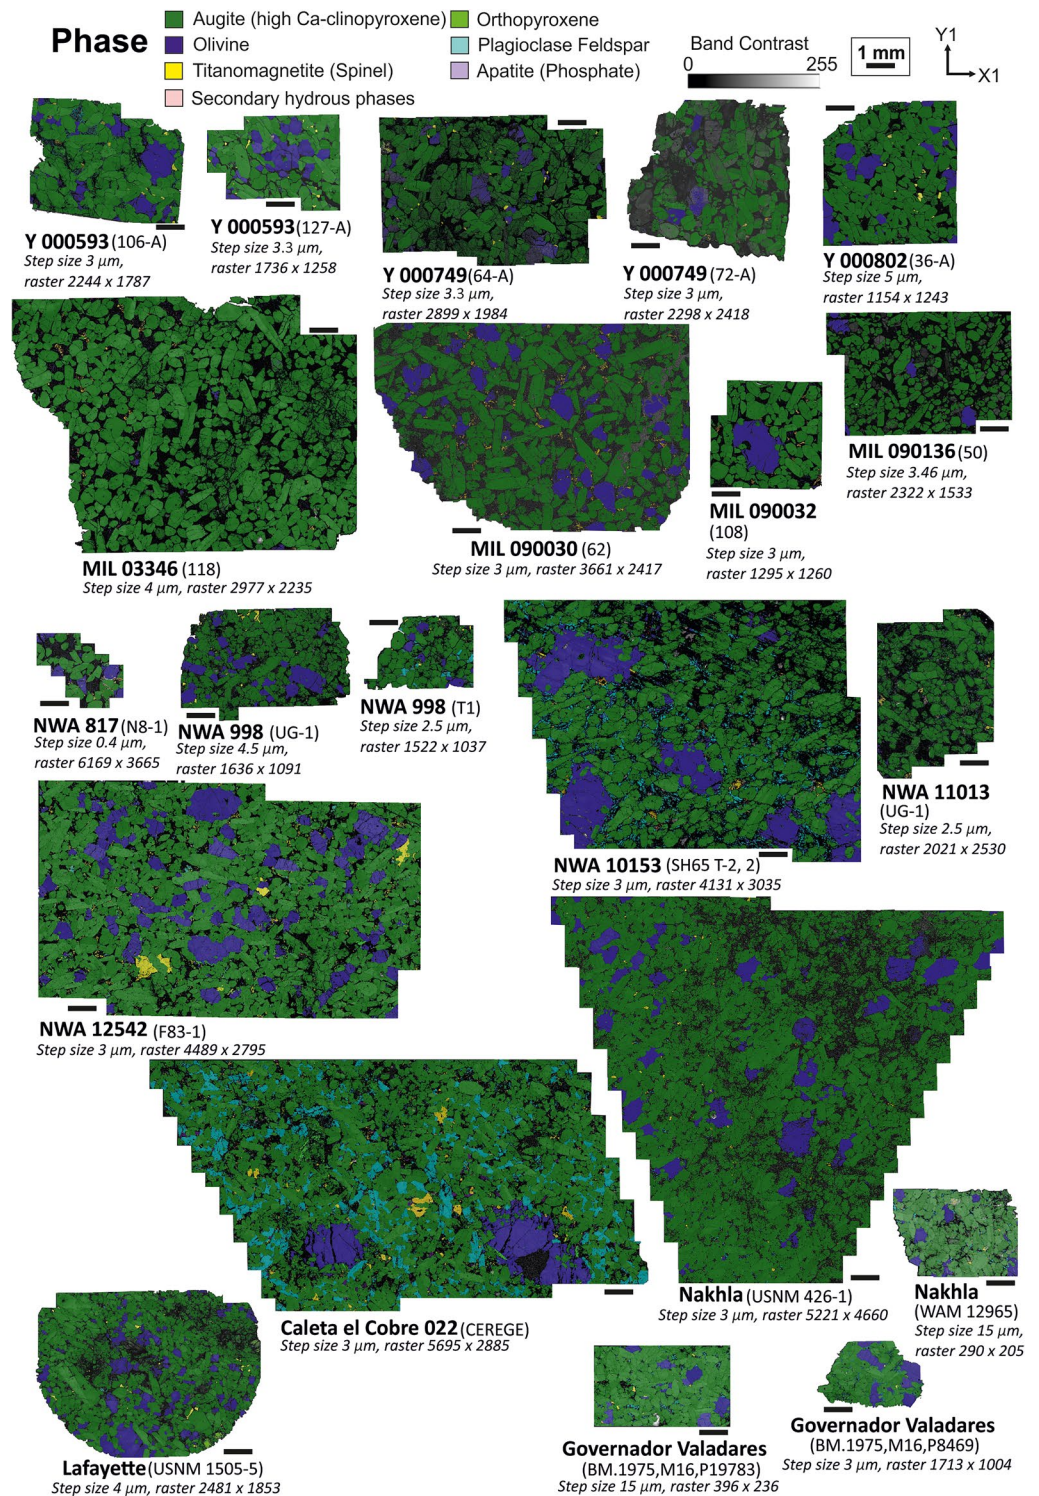 Phase
Augite (high Ca-clinopyroxene)
Olivine
Titanomagnetite (Spinel)
Secondary hydrous phases
Orthopyroxene
Plagioclase Feldspar
Apatite (Phosphate)
Band Contrast
0 255
1 mm
Y1
X1
Y 000593 (106-A)
Step size 3 μm,
raster 2244 x 1787
Y 000593 (127-A)
Step size 3.3 μm,
raster 1736 x 1258
Y 000749 (64-A)
Step size 3.3 μm,
raster 2899 x 1984
Y 000749 (72-A)
Step size 3 μm,
raster 2298 x 2418
Y 000802 (36-A)
Step size 5 μm,
raster 1154 x 1243
MIL 03346 (118)
Step size 4 μm, raster 2977 x 2235
MIL 090030 (62)
Step size 3 μm, raster 3661 x 2417
MIL 090032
(108)
Step size 3 μm,
raster 1295 x 1260
MIL 090136 (50)
Step size 3.46 μm,
raster 2322 x 1533
NWA 817 (N8-1)
Step size 0.4 μm,
raster 6169 x 3665
NWA 998 (UG-1)
Step size 4.5 μm,
raster 1636 x 1091
NWA 998 (T1)
Step size 2.5 μm,
raster 1522 x 1037
NWA 10153 (SH65 T-2, 2)
Step size 3 μm, raster 4131 x 3035
NWA 11013
(UG-1)
Step size 2.5 μm,
raster 2021 x 2530
NWA 12542 (F83-1)
Step size 3 μm, raster 4489 x 2795
Caleta el Cobre 022 (CEREGE)
Step size 3 μm, raster 5695 x 2885
Nakhla (USNM 426-1)
Step size 3 μm, raster 5221 x 4660
Nakhla
(WAM 12965)
Step size 15 μm,
raster 290 x 205
Lafayette (USNM 1505-5)
Step size 4 μm, raster 2481 x 1853
Governador Valadares
(BM.1975,M16,P19783)
Step size 15 μm, raster 396 x 236
Governador Valadares
(BM.1975,M16,P8469)
Step size 3 μm, raster 1713 x 1004